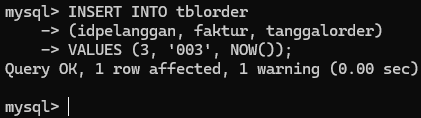 mysql> INSERT INTO tblorder
    -> (idpelanggan, faktur, tanggalorder)
    -> VALUES (3, '003', NOW());
Query OK, 1 row affected, 1 warning (0.00 sec)
mysql>